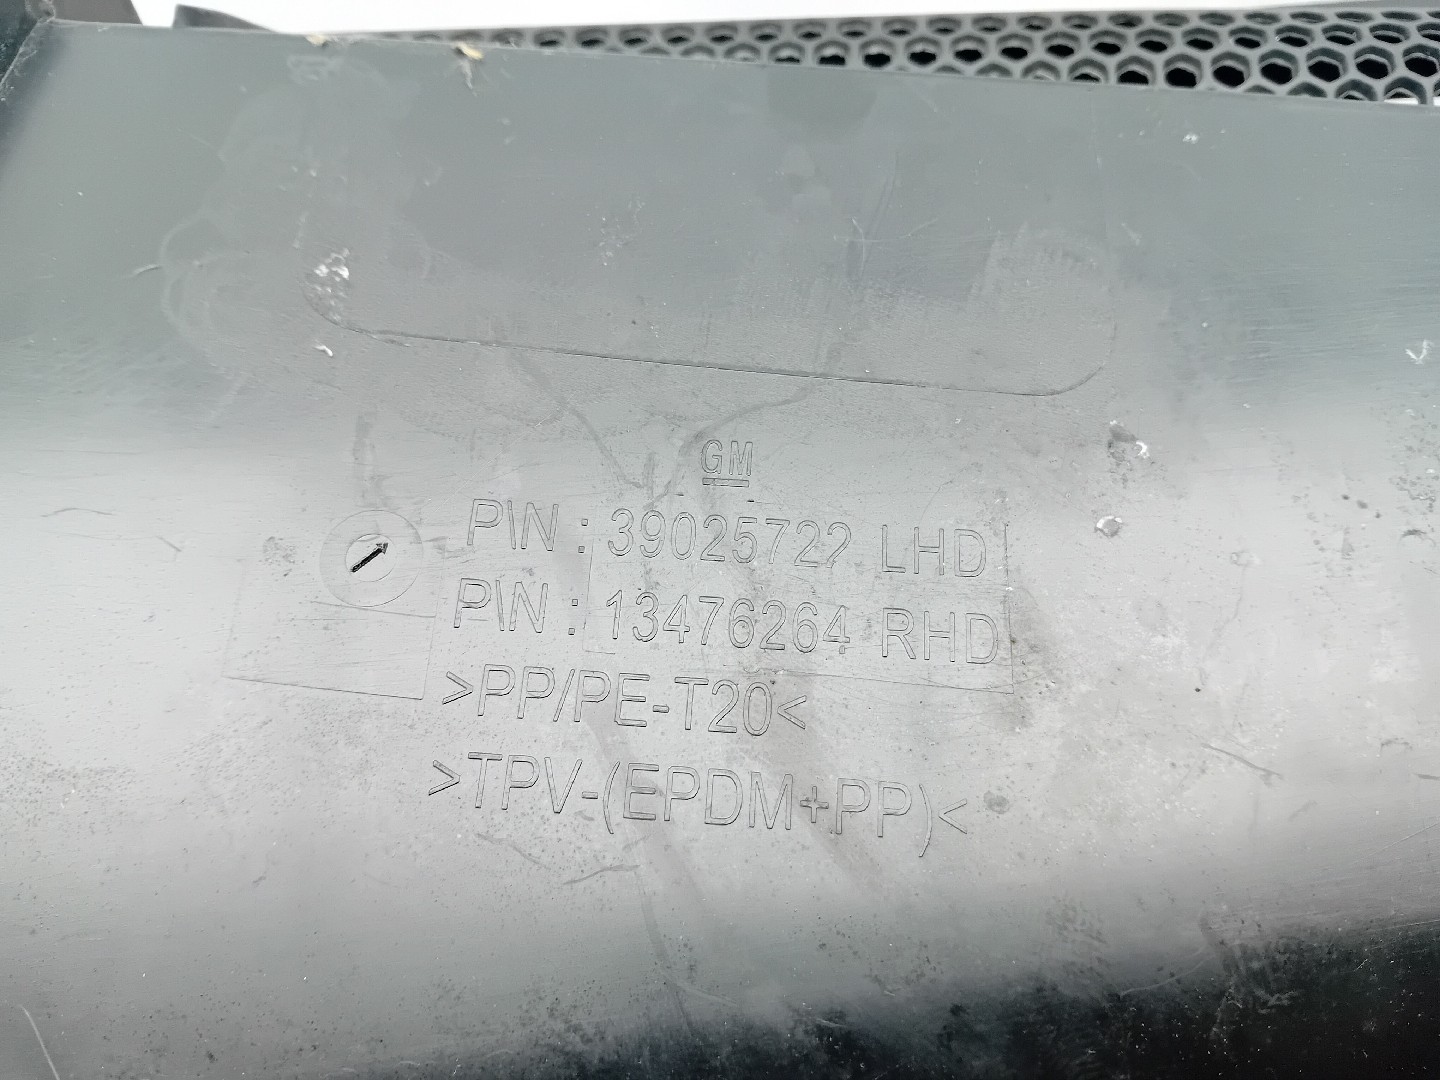 GM
P\N : 39025722 LHD
P\N : 13476264 RHD
>PP/PE-T20<
>TPV-(EPDM+PP)<